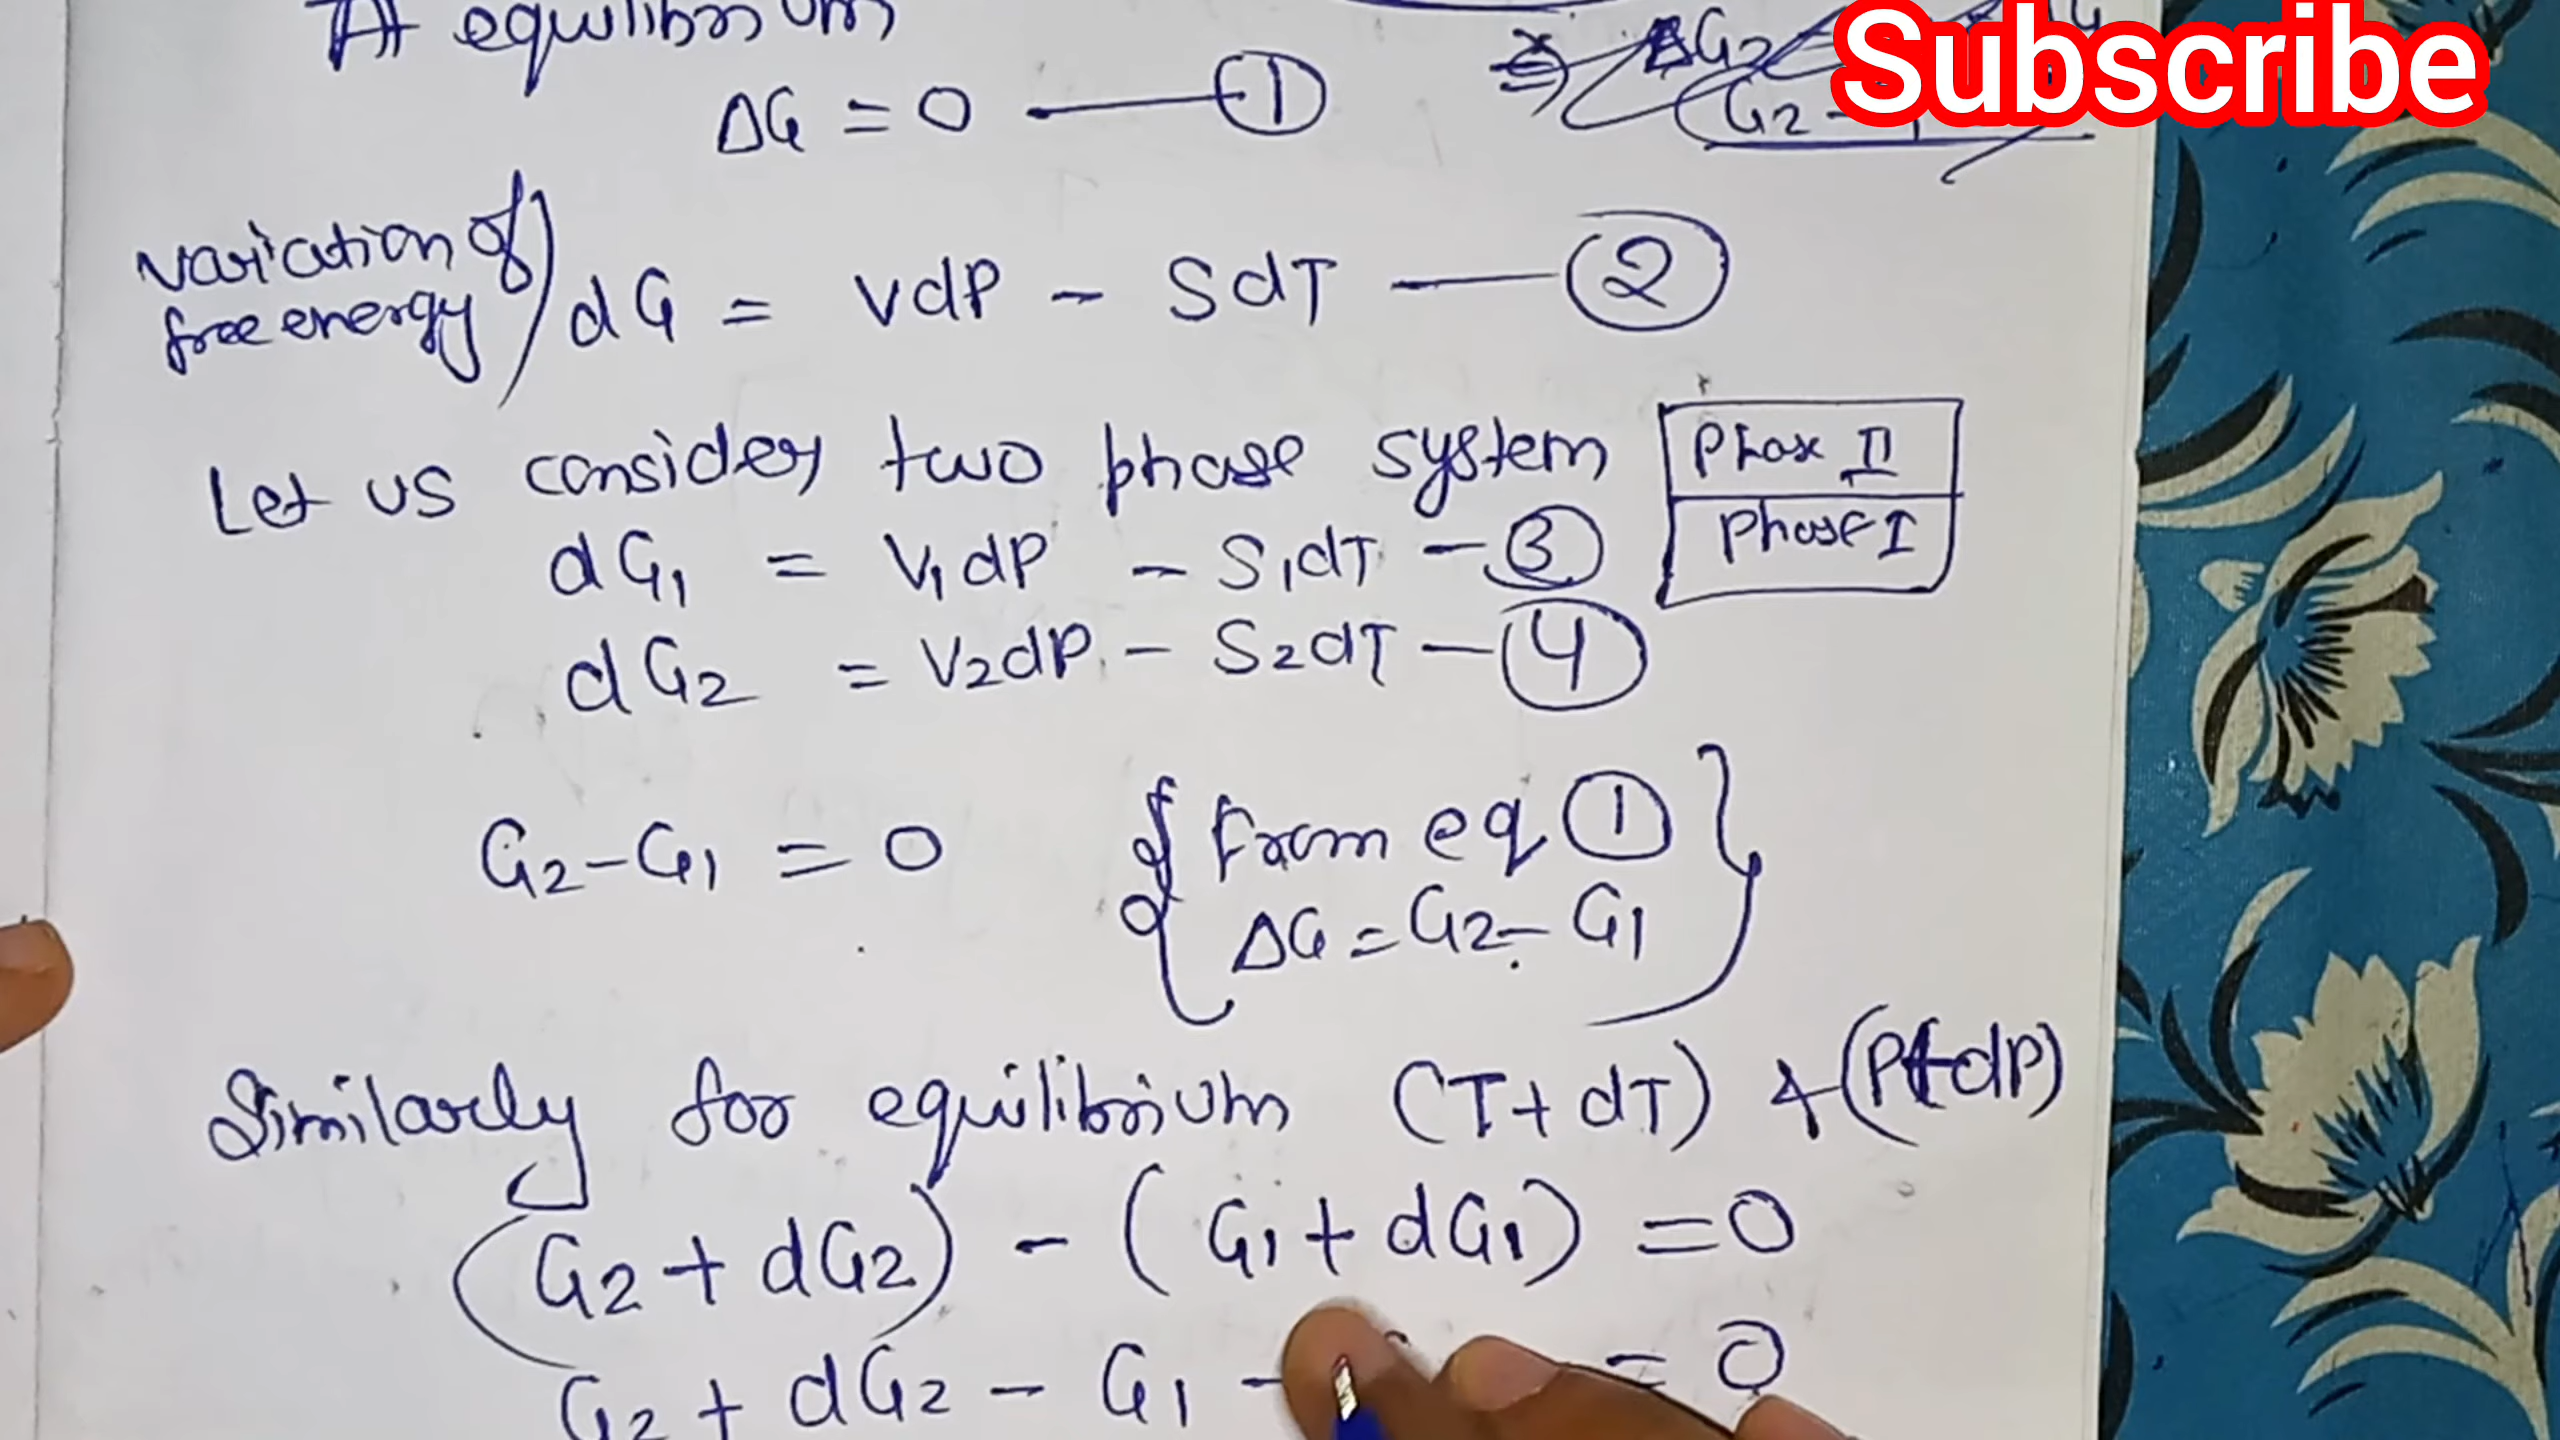 At equilibrium
Subscribe
ΔG = 0 — ①
variation of
free energy
dG = VdP - SdT — ②
Let us consider two phase system
Phase II
Phase I
dG1 = V1dP - S1dT - ③
dG2 = V2dP - S2dT - ④
G2-G1 = 0
{ From eq ① }
ΔG = G2 - G1
Similarly for equilibrium (T+dT) & (P+dP)
(G2 + dG2) - (G1 + dG1) = 0
G2 + dG2 - G1 - = 0